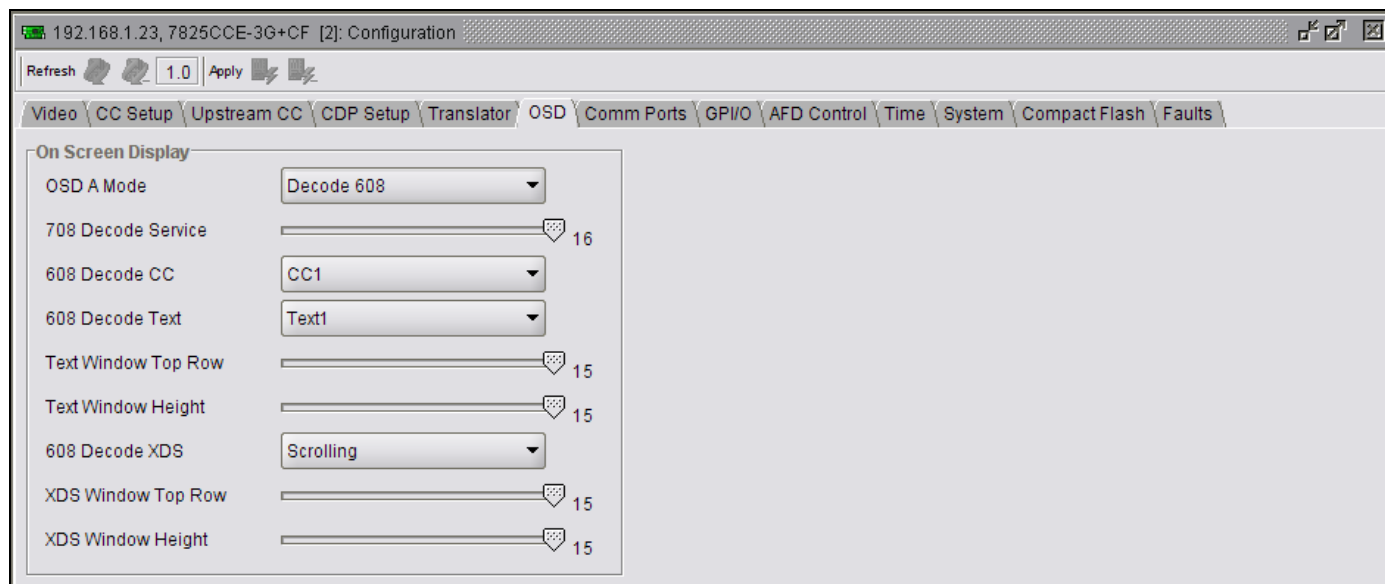 192.168.1.23, 7825CCE-3G+CF [2]: Configuration
Refresh 1.0 Apply
Video CC Setup Upstream CC CDP Setup Translator OSD Comm Ports GPI/O AFD Control Time System Compact Flash Faults
On Screen Display
OSD A Mode Decode 608
708 Decode Service 16
608 Decode CC CC1
608 Decode Text Text1
Text Window Top Row 15
Text Window Height 15
608 Decode XDS Scrolling
XDS Window Top Row 15
XDS Window Height 15